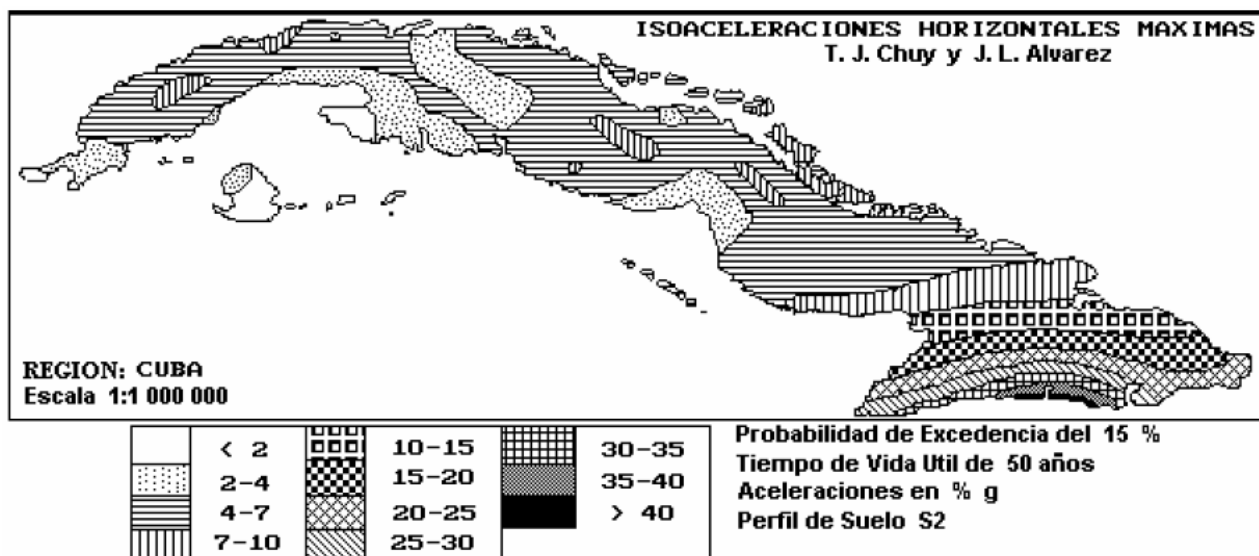 ISOACELERACIONES HORIZONTALES MAXIMAS
T. J. Chuy y J. L. Alvarez
REGION: CUBA
Escala 1:1 000 000
< 2
2-4
4-7
7-10
10-15
15-20
20-25
25-30
30-35
35-40
> 40
Probabilidad de Excedencia del 15 %
Tiempo de Vida Util de 50 años
Aceleraciones en % g
Perfil de Suelo S2